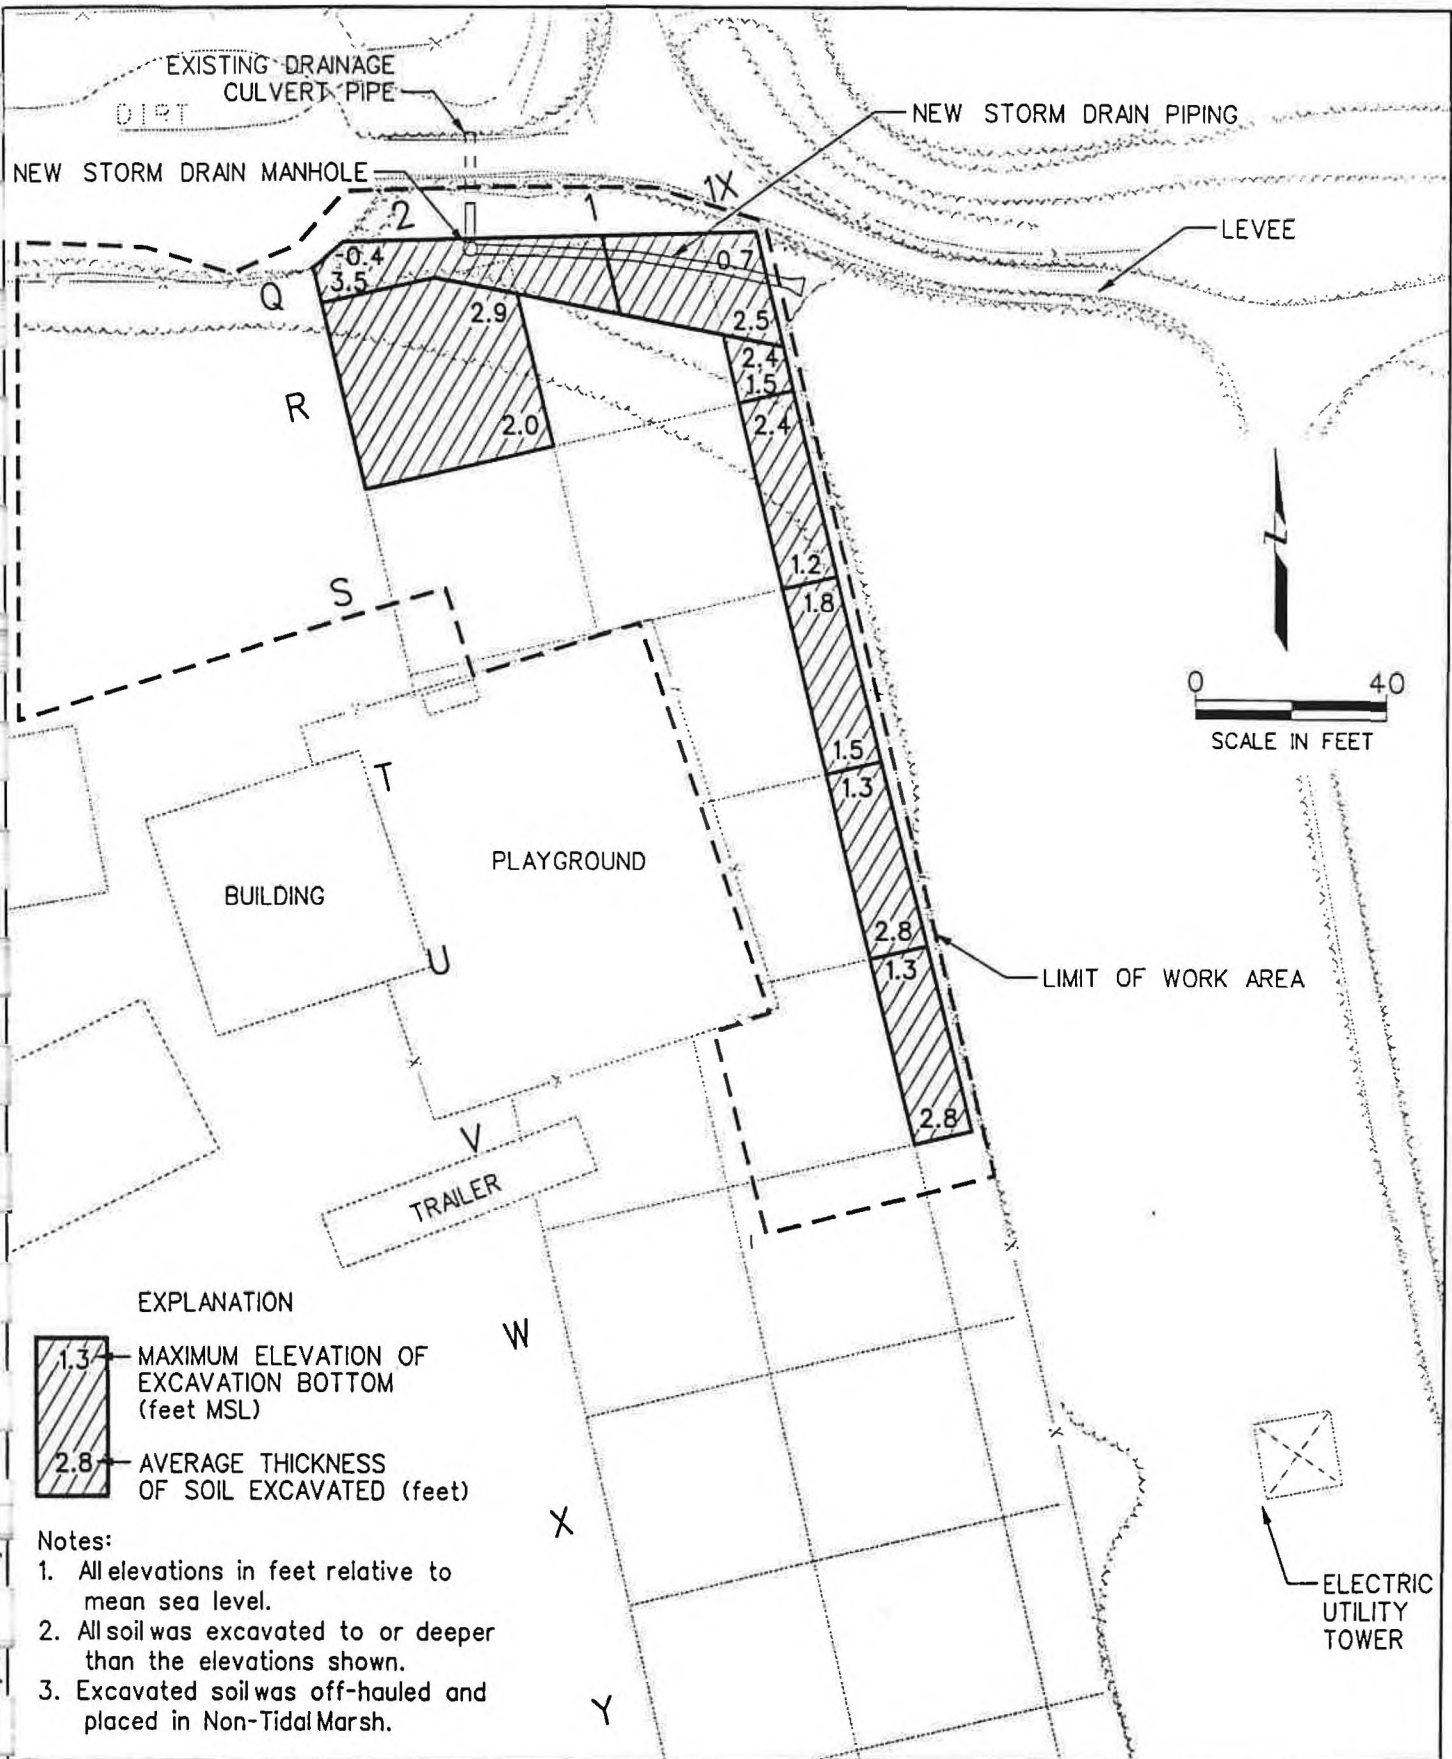 EXISTING DRAINAGE
CULVERT PIPE
DIRT
NEW STORM DRAIN PIPING
NEW STORM DRAIN MANHOLE
1X
2
1
LEVEE
-0.4
3.5
0.7
Q
2.9
2.5
2.4
1.5
R
2.0
2.4
1.2
S
1.8
Z
0 40
SCALE IN FEET
1.5
T
1.3
PLAYGROUND
BUILDING
2.8
U
1.3
LIMIT OF WORK AREA
2.8
V
TRAILER
EXPLANATION
W
1.3
MAXIMUM ELEVATION OF
EXCAVATION BOTTOM
(feet MSL)
2.8
AVERAGE THICKNESS
OF SOIL EXCAVATED (feet)
X
Notes:
1. All elevations in feet relative to
mean sea level.
2. All soil was excavated to or deeper
than the elevations shown.
3. Excavated soil was off-hauled and
placed in Non-Tidal Marsh.
ELECTRIC
UTILITY
TOWER
Y